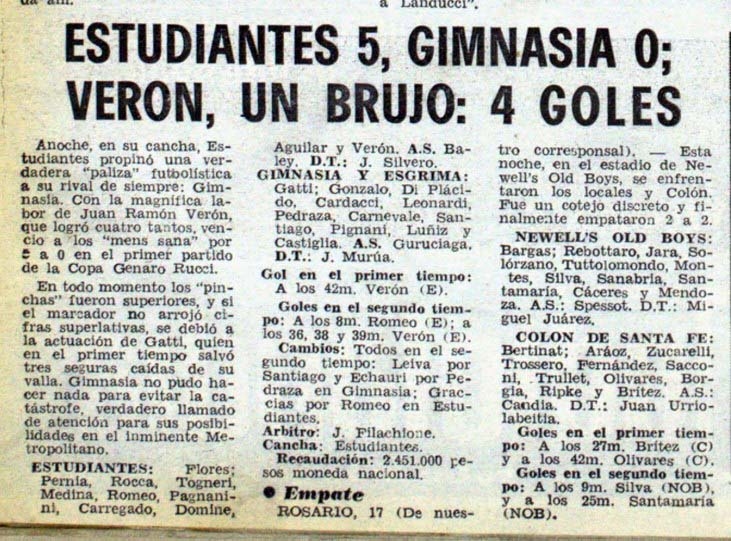 a Landucci".
ESTUDIANTES 5, GIMNASIA 0;
VERON, UN BRUJO: 4 GOLES
Anoche, en su cancha, Es-
tudiantes propinó una ver-
dadera "paliza" futbolística
a su rival de siempre: Gim-
nasia. Con la magnífica la-
bor de Juan Ramón Verón,
que logró cuatro tantos, ven-
ció a los "mens sana" por
5 a 0 en el primer partido
de la Copa Genaro Rucci.
En todo momento los "pin-
chas" fueron superiores, y si
el marcador no arrojó ci-
fras superlativas, se debió a
la actuación de Gatti, quien
en el primer tiempo salvó
tres seguras caídas de su
valla. Gimnasia no pudo ha-
cer nada para evitar la ca-
tástrofe, verdadero llamado
de atención para sus posibi-
lidades en el inminente Me-
tropolitano.
ESTUDIANTES: Flores;
Pernía, Rocca, Togneri,
Medina, Romeo, Pagnani-
ni, Carregado, Domine,
Aguilar y Verón. A.S. Ba-
ley. D.T.: J. Silvero.
GIMNASIA Y ESGRIMA:
Gatti; Gonzalo, Di Pláci-
do, Cardacci, Leonardi,
Pedraza, Carnevale, San-
tiago, Pignani, Luñiz y
Castiglia. A.S. Guruciaga,
D.T.: J. Murúa.
Gol en el primer tiempo:
A los 42m. Verón (E).
Goles en el segundo tiem-
po: A los 8m. Romeo (E); a
los 36, 38 y 39m. Verón (E).
Cambios: Todos en el se-
gundo tiempo: Leiva por
Santiago y Echauri por Pe-
draza en Gimnasia; Grac-
cias por Romeo en Estu-
diantes.
Arbitro: J. Filachione.
Cancha: Estudiantes.
Recaudación: 2.451.000 pe-
sos moneda nacional.
● Empate
ROSARIO, 17 (De nues-
tro corresponsal). — Esta
noche, en el estadio de Ne-
well's Old Boys, se enfren-
taron los locales y Colón.
Fue un cotejo discreto y fi-
nalmente empataron 2 a 2.
NEWELL'S OLD BOYS:
Bargas; Rebottaro, Jara, So-
lórzano, Tuttolomondo, Mon-
tes, Silva, Sanabria, San-
tamaría, Cáceres y Mendo-
za. A.S.: Spessot. D.T.: Mi-
guel Juárez.
COLON DE SANTA FE:
Bertinat; Aráoz, Zucarelli,
Trossero, Fernández, Sacco-
ni, Trullet, Olivares, Bor-
gia, Ripke y Brítez. A.S.:
Candia. D.T.: Juan Urrio-
labeitia.
Goles en el primer tiem-
po: A los 27m. Brítez (C)
y a los 42m. Olivares (C).
Goles en el segundo tiem-
po: A los 9m. Silva (NOB),
y a los 25m. Santamaría
(NOB).